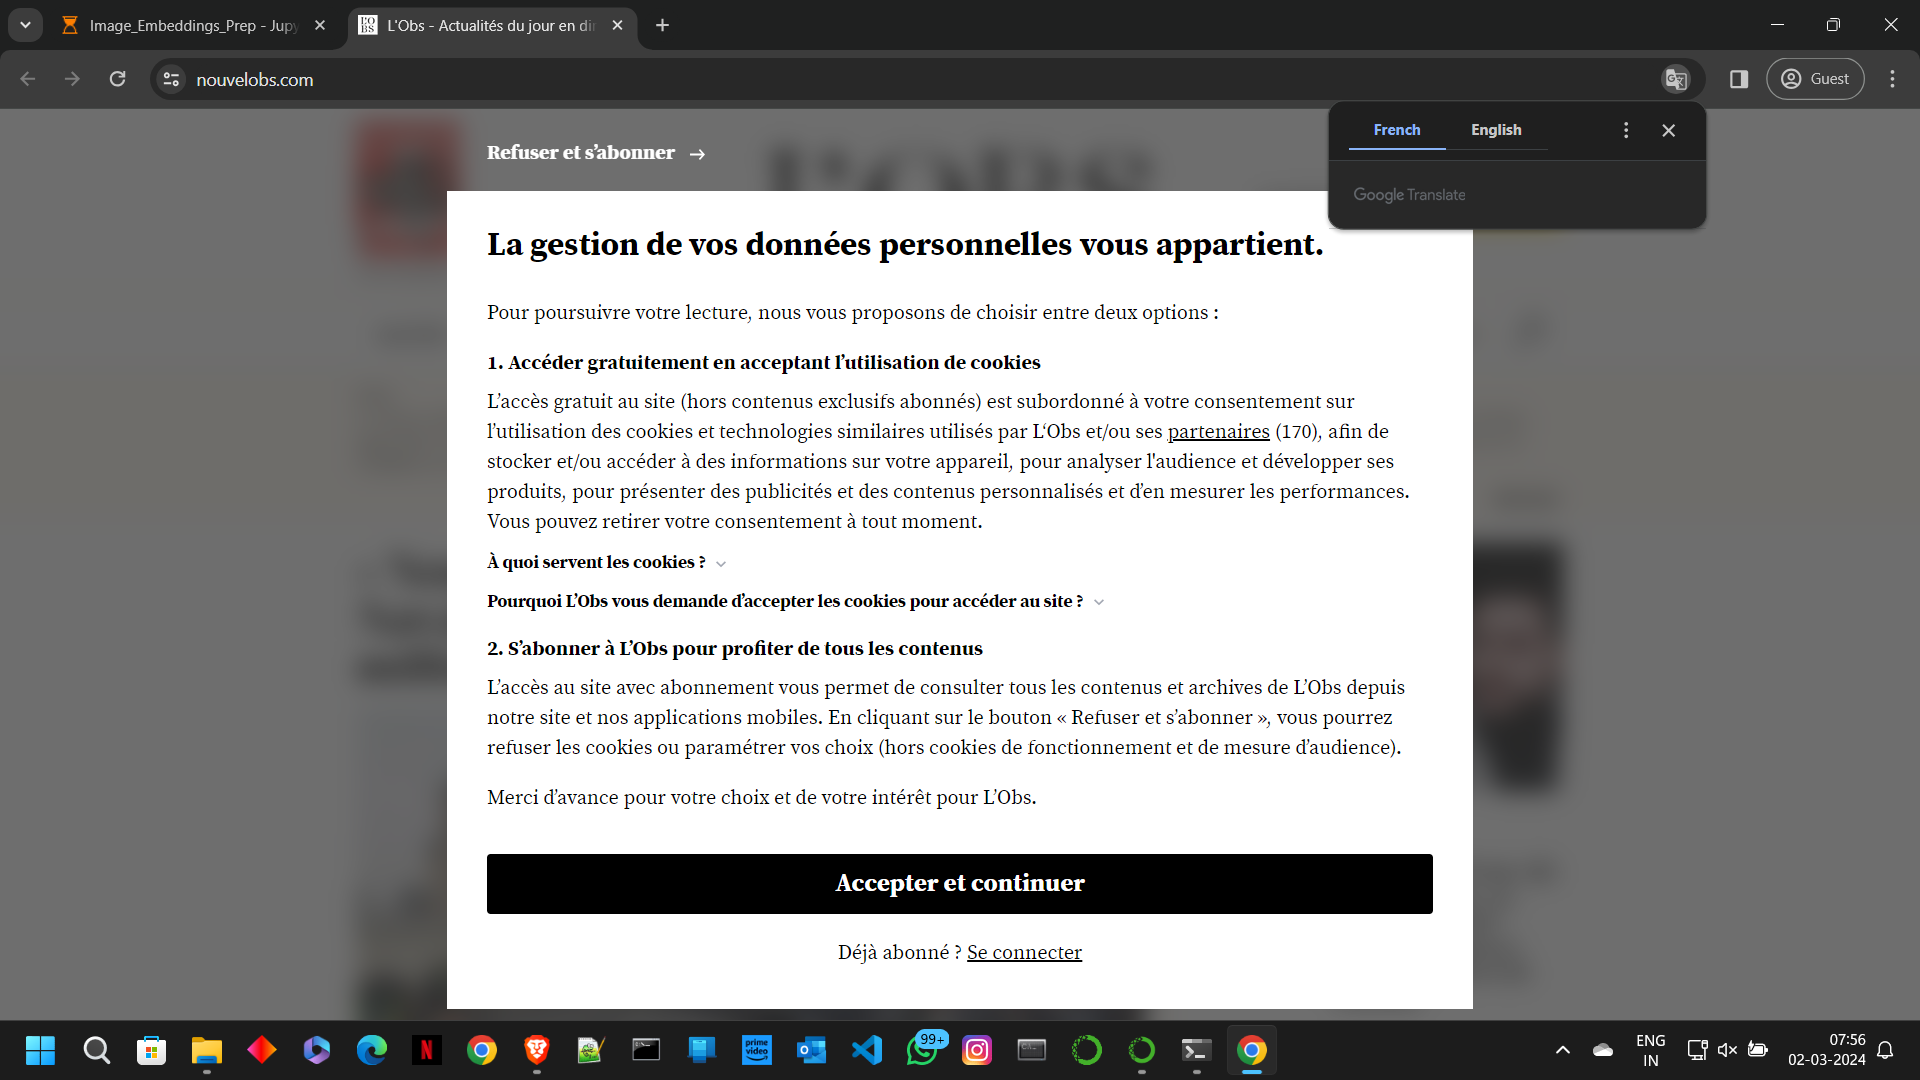 Image_Embeddings_Prep - Jupy
L'Obs - Actualités du jour en di
nouvelobs.com
Guest
French
English
Google Translate
Refuser et s’abonner →
La gestion de vos données personnelles vous appartient.
Pour poursuivre votre lecture, nous vous proposons de choisir entre deux options :
1. Accéder gratuitement en acceptant l’utilisation de cookies
L’accès gratuit au site (hors contenus exclusifs abonnés) est subordonné à votre consentement sur
l’utilisation des cookies et technologies similaires utilisés par L‘Obs et/ou ses partenaires (170), afin de
stocker et/ou accéder à des informations sur votre appareil, pour analyser l'audience et développer ses
produits, pour présenter des publicités et des contenus personnalisés et d’en mesurer les performances.
Vous pouvez retirer votre consentement à tout moment.
À quoi servent les cookies ?
Pourquoi L’Obs vous demande d’accepter les cookies pour accéder au site ?
2. S’abonner à L’Obs pour profiter de tous les contenus
L’accès au site avec abonnement vous permet de consulter tous les contenus et archives de L’Obs depuis
notre site et nos applications mobiles. En cliquant sur le bouton « Refuser et s’abonner », vous pourrez
refuser les cookies ou paramétrer vos choix (hors cookies de fonctionnement et de mesure d’audience).
Merci d’avance pour votre choix et de votre intérêt pour L’Obs.
Accepter et continuer
Déjà abonné ? Se connecter
prime video
99+
ENG
IN
07:56
02-03-2024